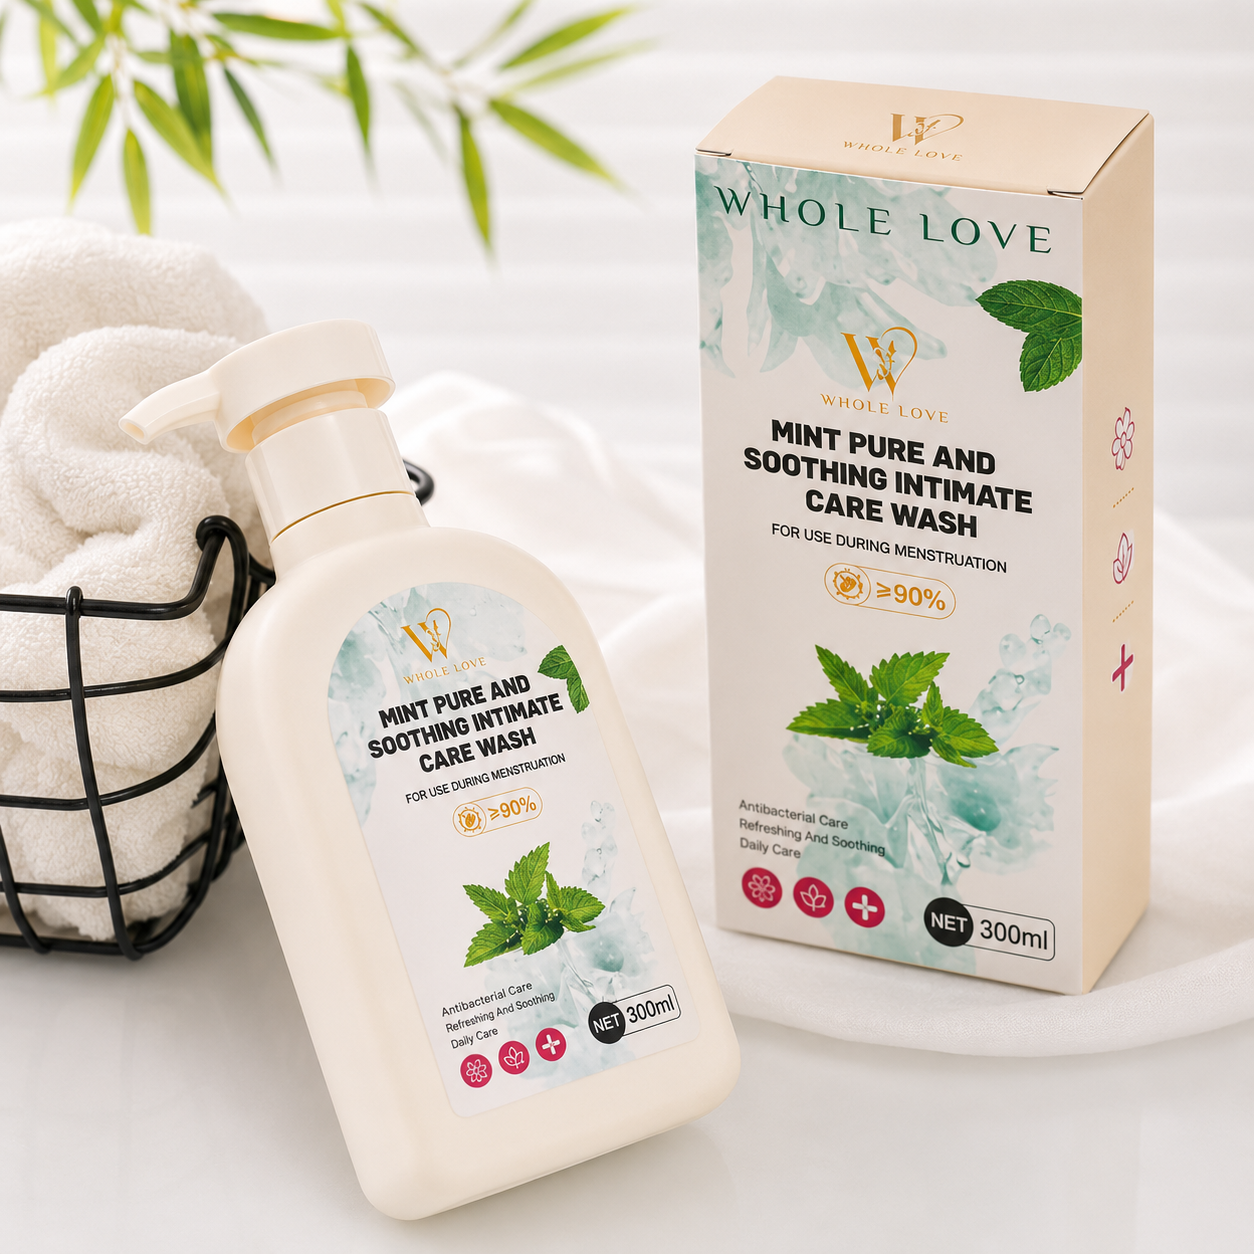 WHOLE LOVE
WHOLE LOVE
WHOLE LOVE
MINT PURE AND
SOOTHING INTIMATE
CARE WASH
FOR USE DURING MENSTRUATION
≥90%
Antibacterial Care
Refreshing And Soothing
Daily Care
NET 300ml
WHOLE LOVE
MINT PURE AND
SOOTHING INTIMATE
CARE WASH
FOR USE DURING MENSTRUATION
≥90%
Antibacterial Care
Refreshing And Soothing
Daily Care
NET 300ml